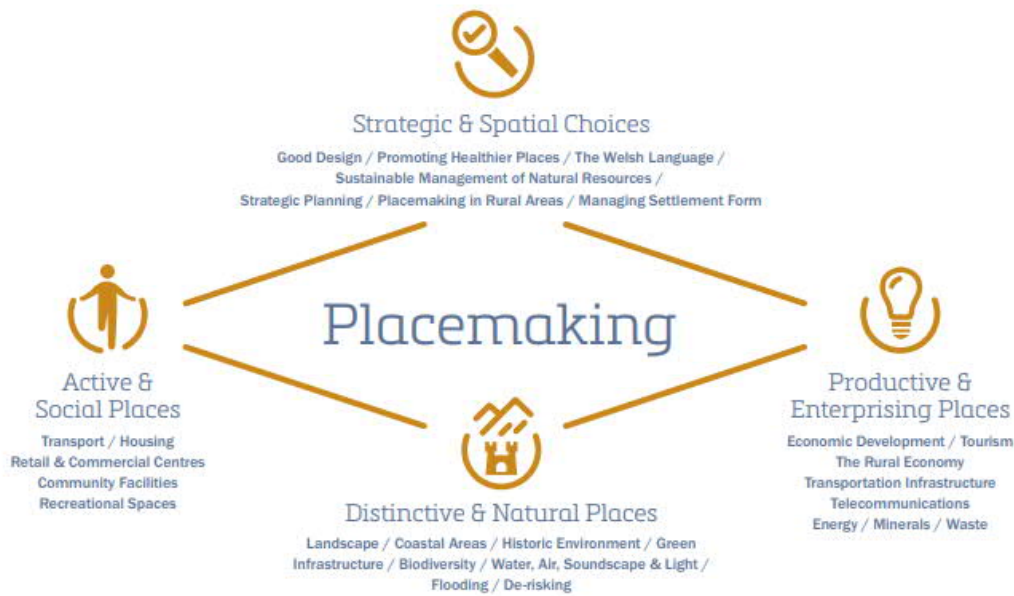 Strategic & Spatial Choices
Good Design / Promoting Healthier Places / The Welsh Language /
Sustainable Management of Natural Resources /
Strategic Planning / Placemaking in Rural Areas / Managing Settlement Form
Placemaking
Active &
Social Places
Transport / Housing
Retail & Commercial Centres
Community Facilities
Recreational Spaces
Productive &
Enterprising Places
Economic Development / Tourism
The Rural Economy
Transportation Infrastructure
Telecommunications
Energy / Minerals / Waste
Distinctive & Natural Places
Landscape / Coastal Areas / Historic Environment / Green
Infrastructure / Biodiversity / Water, Air, Soundscape & Light /
Flooding / De-risking